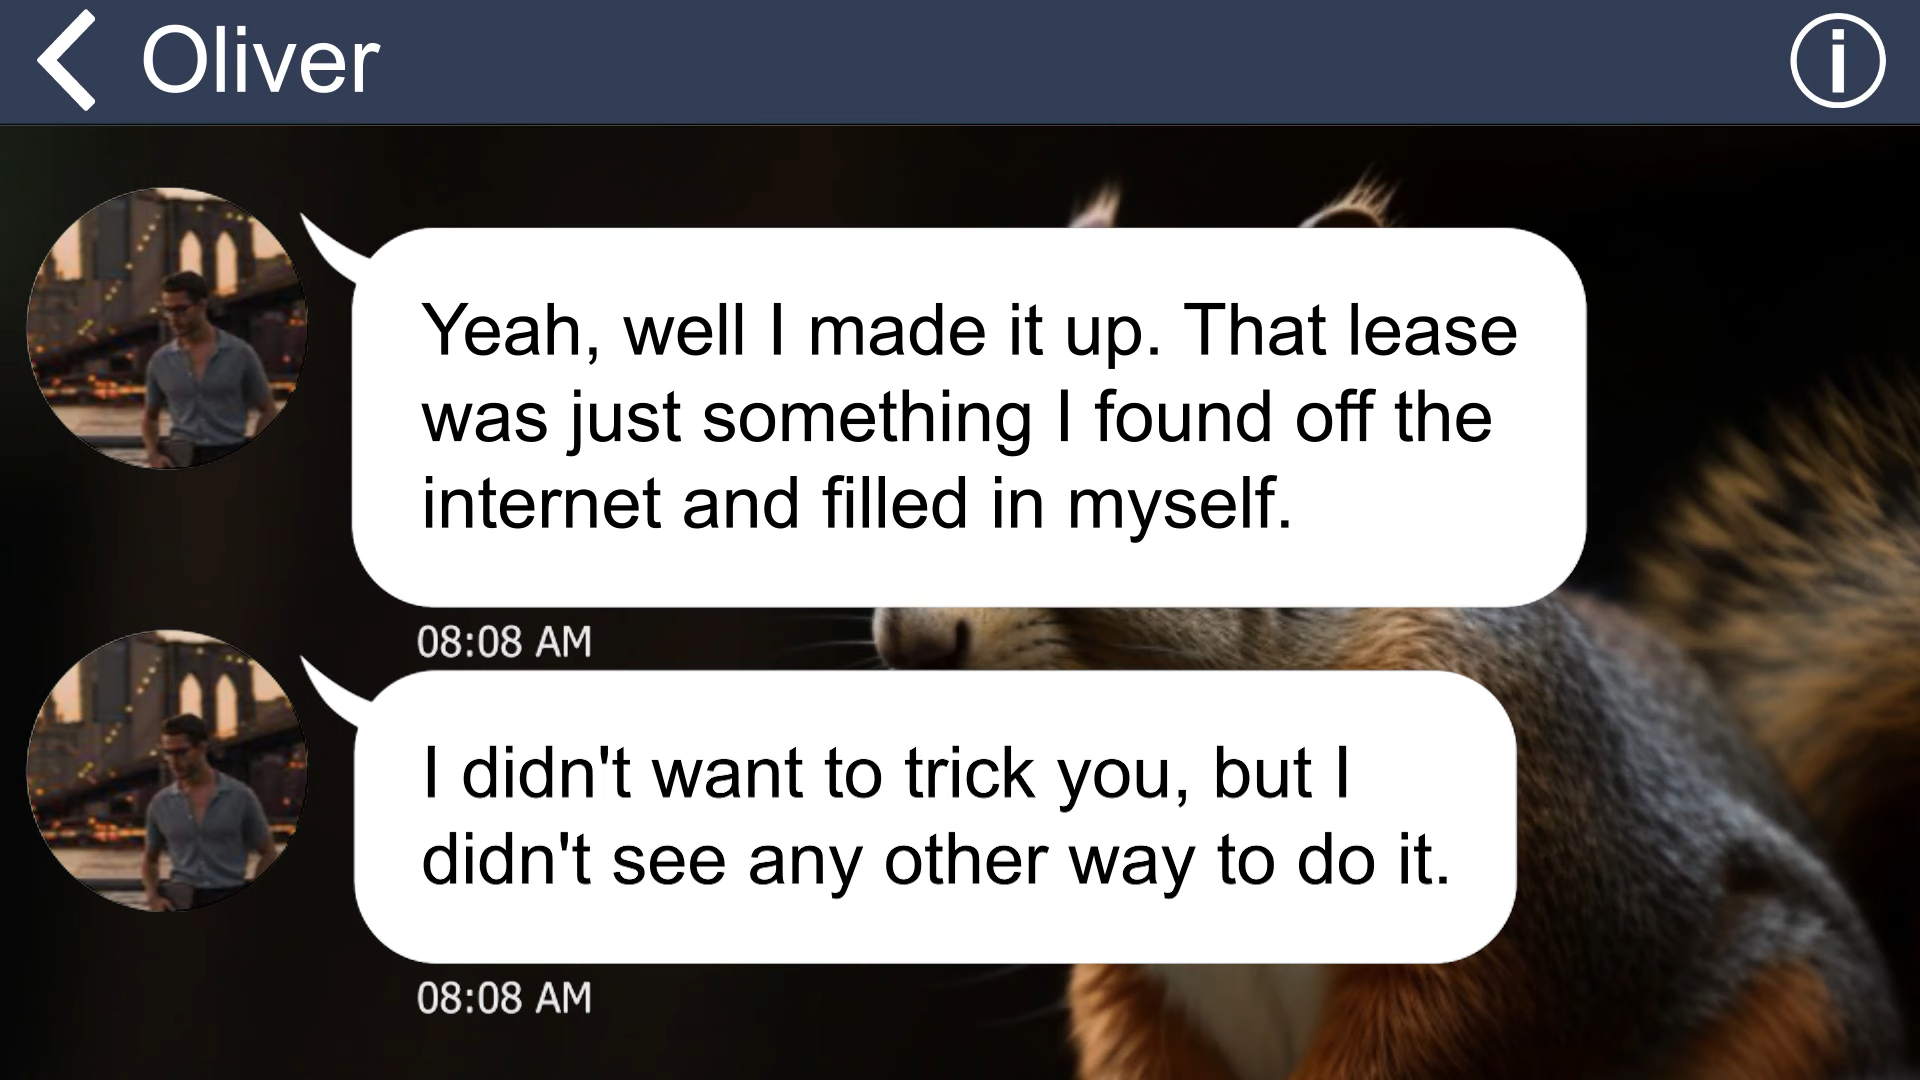 Oliver
Yeah, well I made it up. That lease
was just something I found off the
internet and filled in myself.
08:08 AM
I didn't want to trick you, but I
didn't see any other way to do it.
08:08 AM